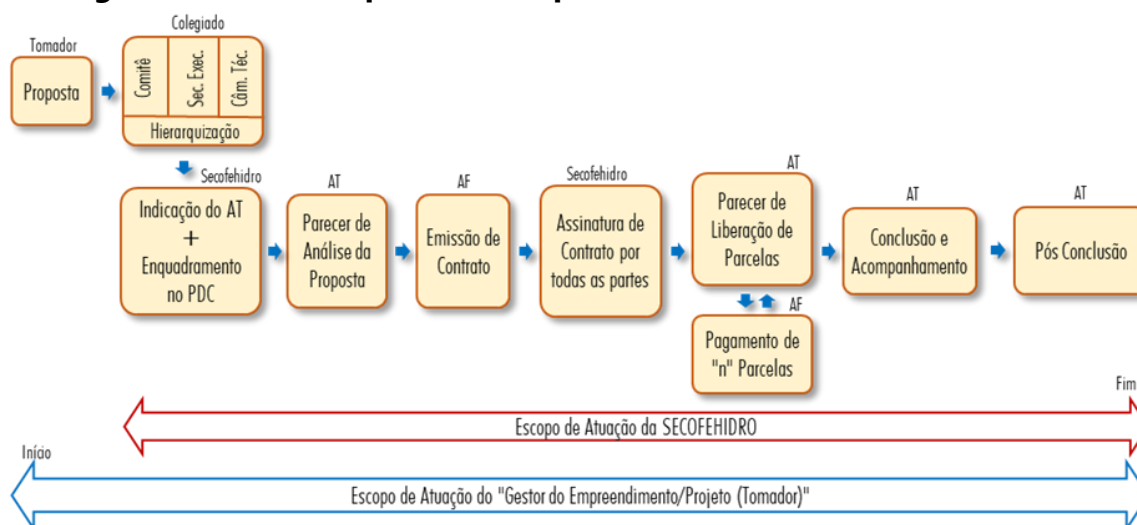 Colegiado
Tomador
Proposta
Comitê
Sec. Exec.
Câm. Téc.
Hierarquização
Secofehidro
Indicação do AT
+
Enquadramento
no PDC
AT
Parecer de
Análise da
Proposta
AF
Emissão de
Contrato
Secofehidro
Assinatura de
Contrato por
todas as partes
AT
Parecer de
Liberação de
Parcelas
AF
Pagamento de
"n" Parcelas
AT
Conclusão e
Acompanhamento
AT
Pós Conclusão
Fim
Escopo de Atuação da SECOFEHIDRO
Início
Escopo de Atuação do "Gestor do Empreendimento/Projeto (Tomador)"